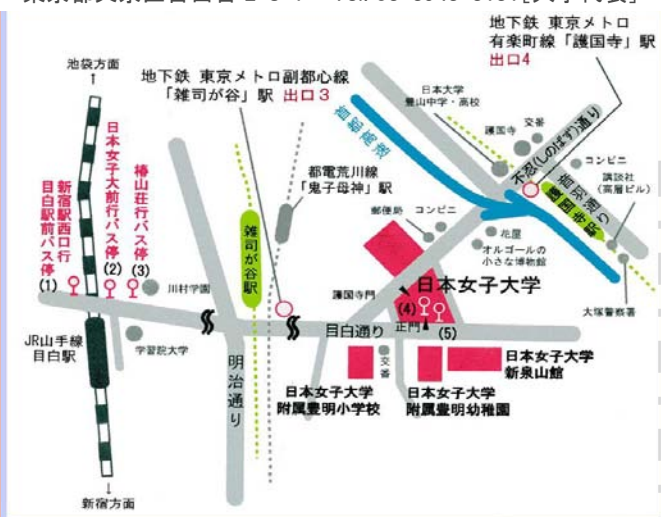 地下鉄 東京メトロ
有楽町線「護国寺」駅
出口4
池袋方面
地下鉄 東京メトロ副都心線
「雑司が谷」駅 出口3
日本大学
豊山中学・高校
護国寺
交番
不忍(しのばず)通り
コンビニ
講談社
(高層ビル)
音羽通り
護国寺駅
都電荒川線
「鬼子母神」駅
郵便局
コンビニ
花屋
オルゴールの
小さな博物館
大塚警察署
新宿駅西口行
目白駅前バス停
(1)
日本女子大前行バス停
(2)
椿山荘行バス停
(3)
川村学園
雑司が谷駅
護国寺門
日本女子大学
(4)
正門
(5)
目白通り
JR山手線
目白駅
学習院大学
明治通り
交番
日本女子大学
附属豊明小学校
日本女子大学
附属豊明幼稚園
日本女子大学
新泉山館
新宿方面